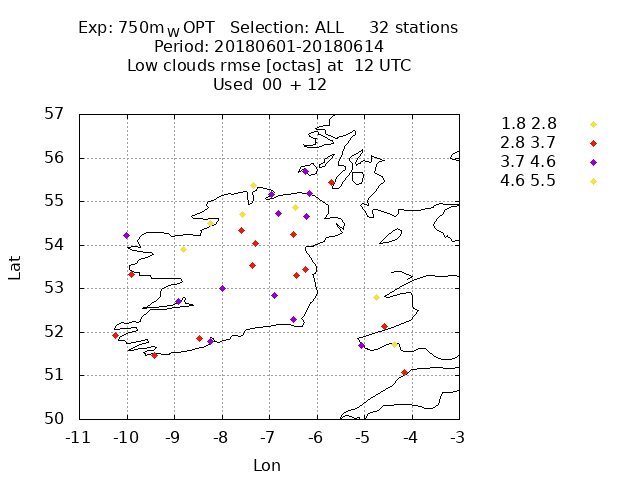 Exp: 750m_W OPT   Selection: ALL     32 stations
Period: 20180601-20180614
Low clouds rmse [octas] at  12 UTC
Used  00 + 12
57
56
55
54
53
52
51
50
Lat
-11 -10 -9 -8 -7 -6 -5 -4 -3
Lon
1.8 2.8
2.8 3.7
3.7 4.6
4.6 5.5